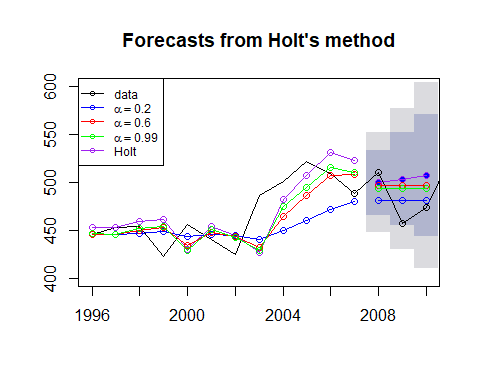 Forecasts from Holt's method
600
550
500
450
400
data
α = 0.2
α = 0.6
α = 0.99
Holt
1996
2000
2004
2008